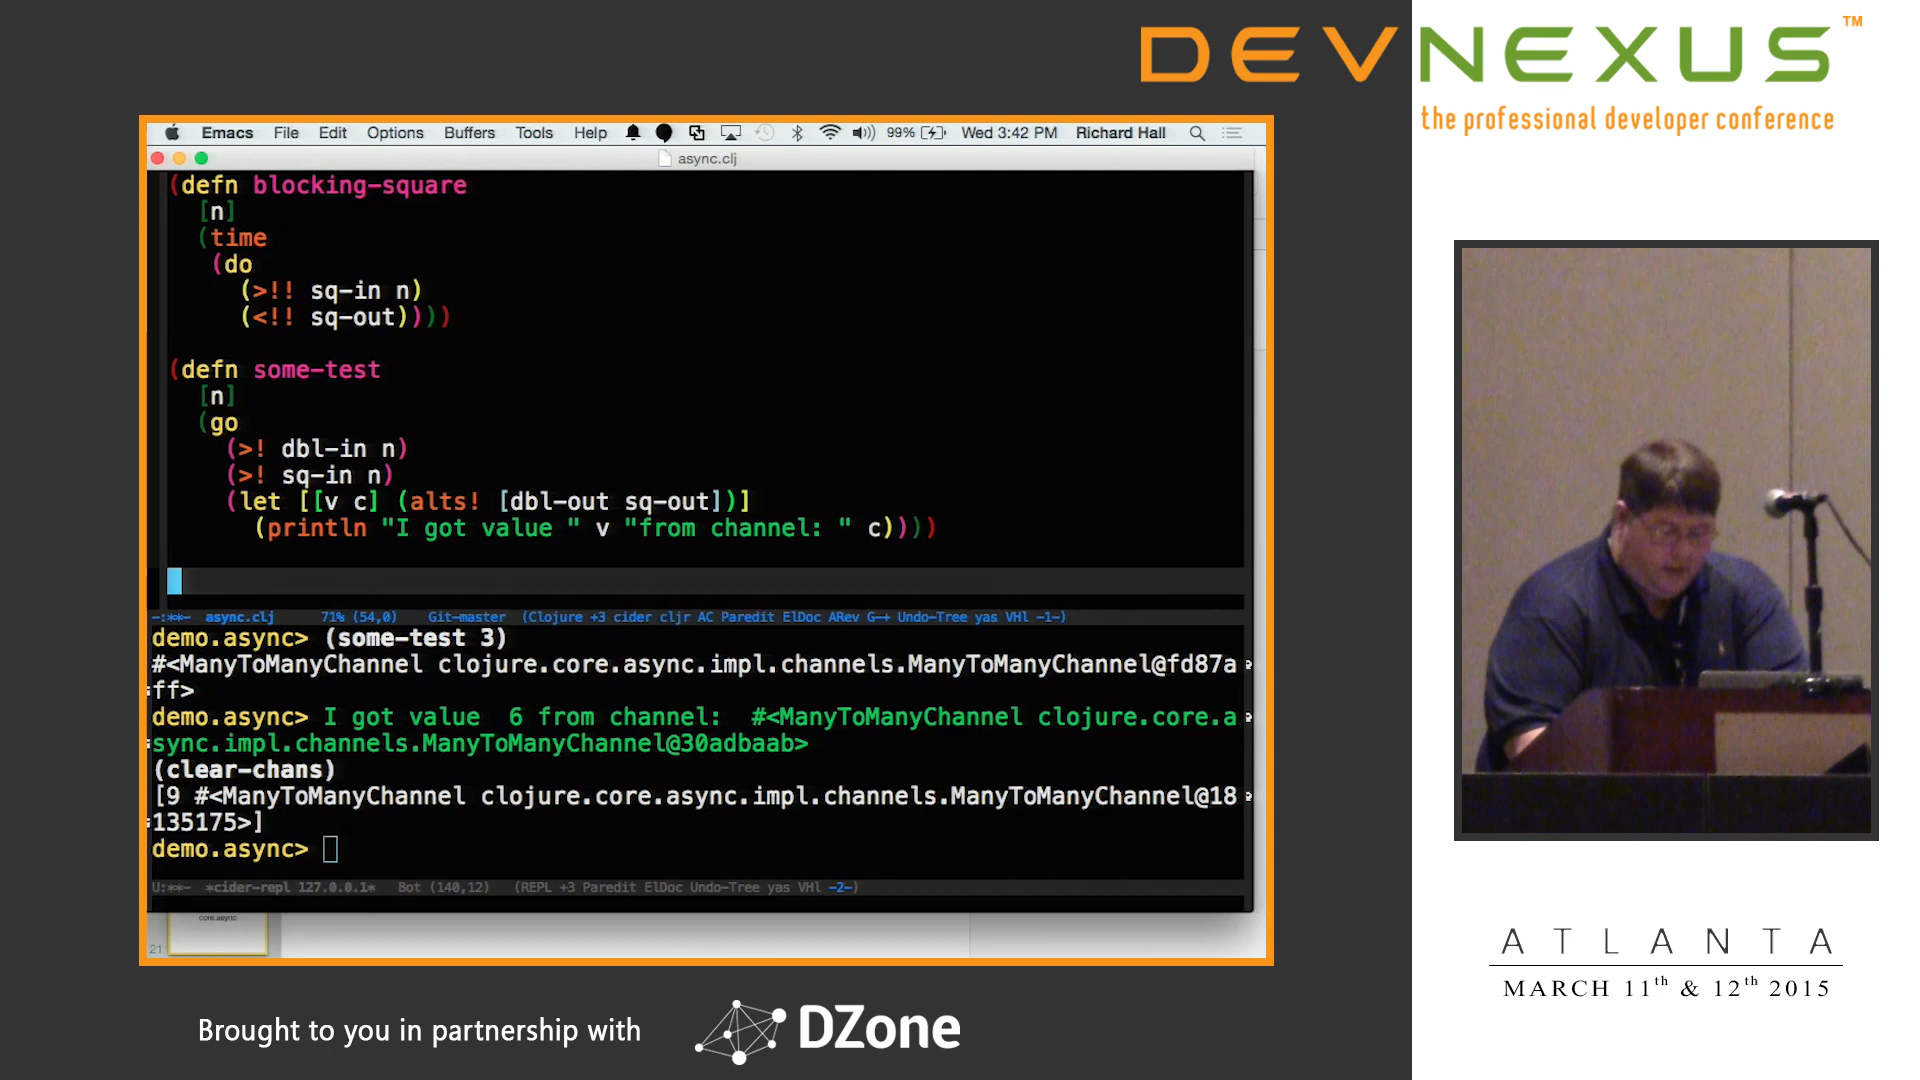 DEVNEXUS™
the professional developer conference
Emacs File Edit Options Buffers Tools Help 99% Wed 3:42 PM Richard Hall
async.clj
(defn blocking-square
[n]
(time
(do
(>!! sq-in n)
(<!! sq-out))))
(defn some-test
[n]
(go
(>! dbl-in n)
(>! sq-in n)
(let [[v c] (alts! [dbl-out sq-out])]
(println "I got value " v "from channel: " c))))
-:**- async.clj 71% (54,0) Git-master (Clojure +3 cider cljr AC Paredit ElDoc ARev G-+ Undo-Tree yas VHl -1-)
demo.async> (some-test 3)
#<ManyToManyChannel clojure.core.async.impl.channels.ManyToManyChannel@fd87a
ff>
demo.async> I got value 6 from channel: #<ManyToManyChannel clojure.core.a
sync.impl.channels.ManyToManyChannel@30adbaab>
(clear-chans)
[9 #<ManyToManyChannel clojure.core.async.impl.channels.ManyToManyChannel@18
135175>]
demo.async>
U:**- *cider-repl 127.0.0.1* Bot (140,12) (REPL +3 Paredit ElDoc Undo-Tree yas VHl -2-)
core.async
21
ATLANTA
MARCH 11th & 12th 2015
Brought to you in partnership with DZone